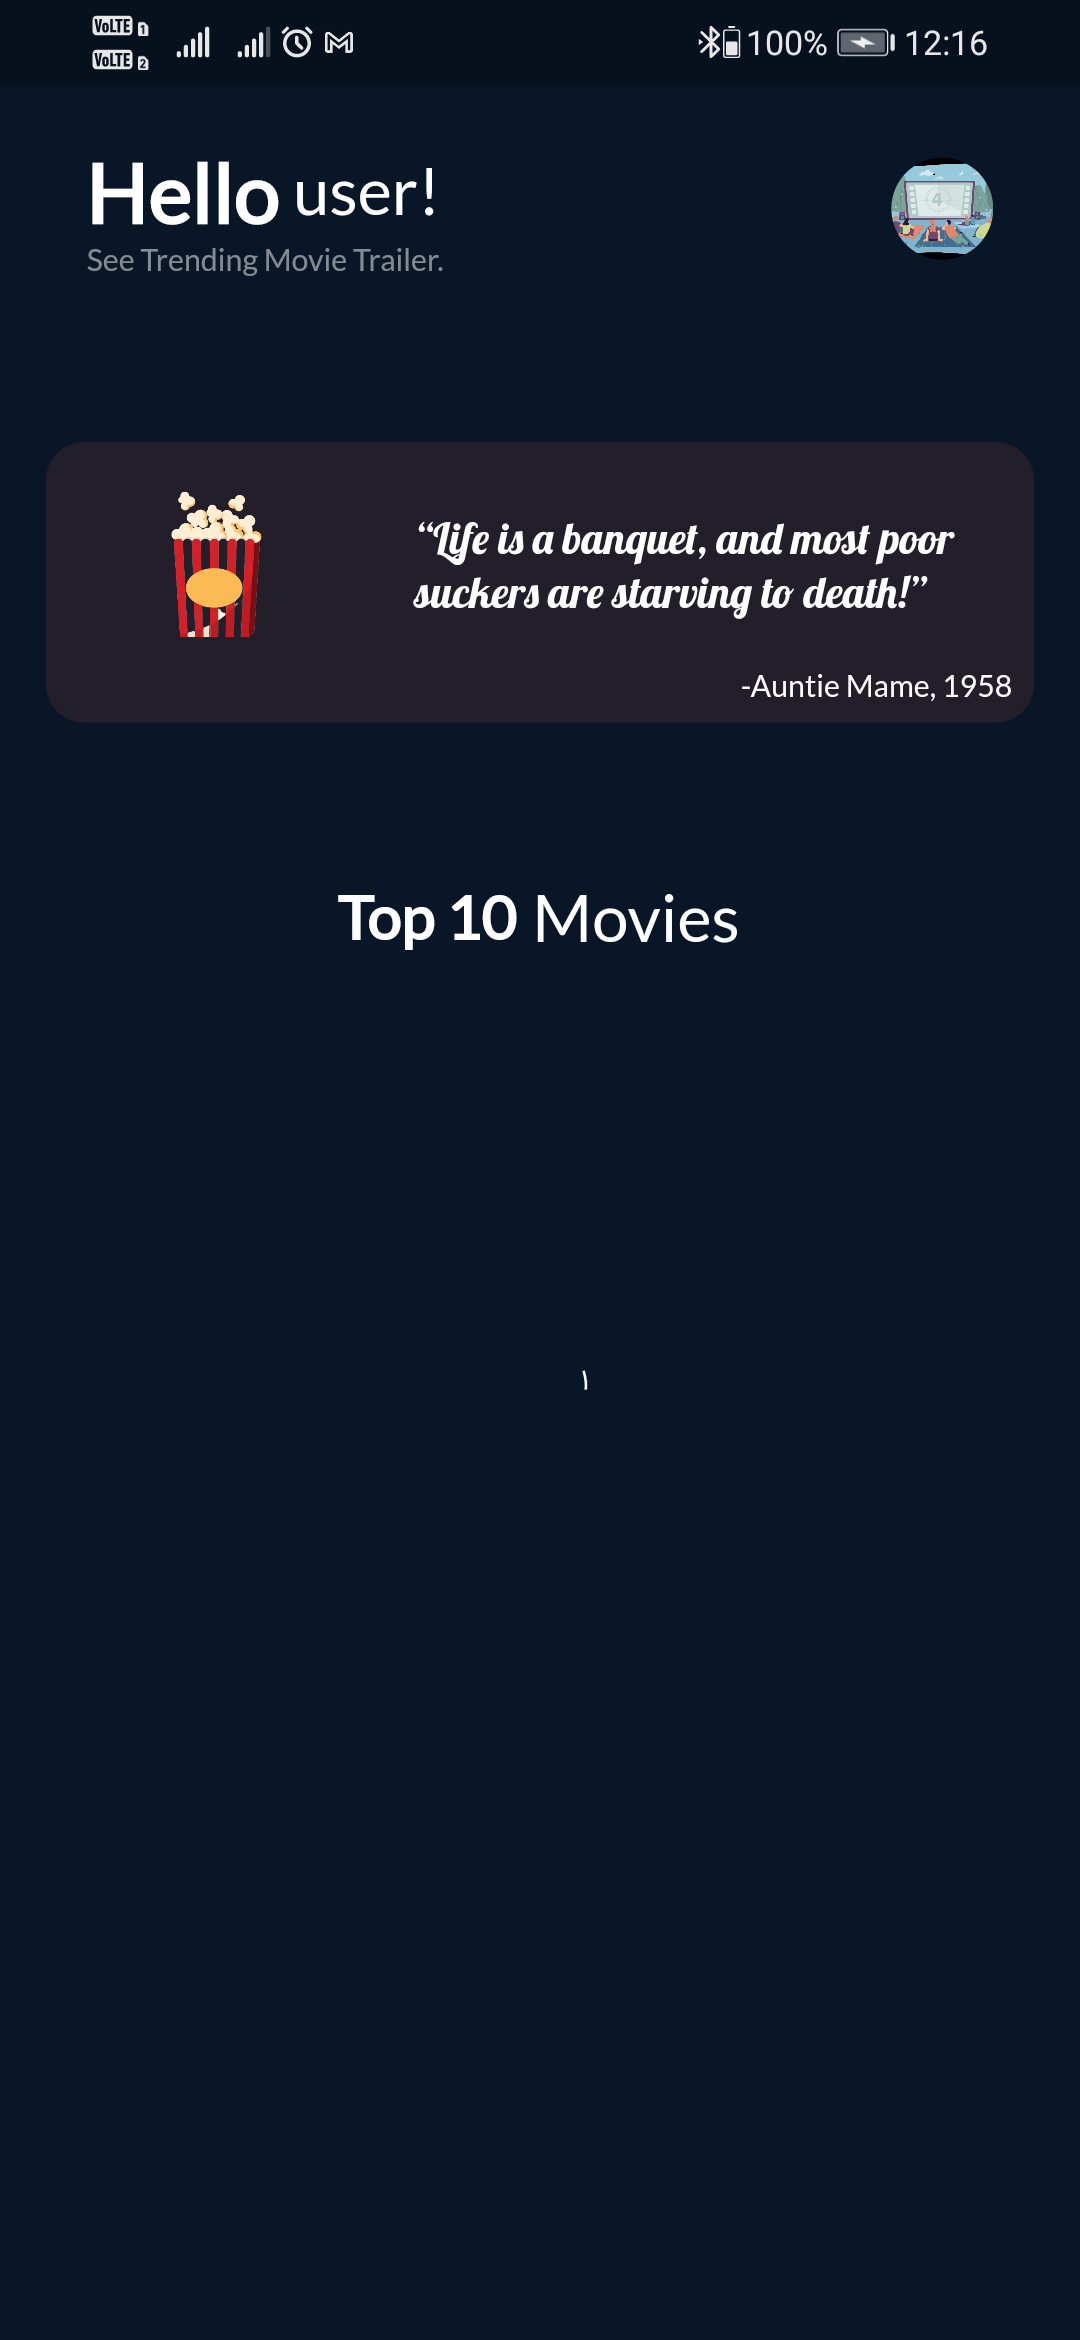 VoLTE 1
VoLTE 2
100% 12:16
Hello user!
See Trending Movie Trailer.
4
“Life is a banquet, and most poor
suckers are starving to death!”
-Auntie Mame, 1958
Top 10 Movies